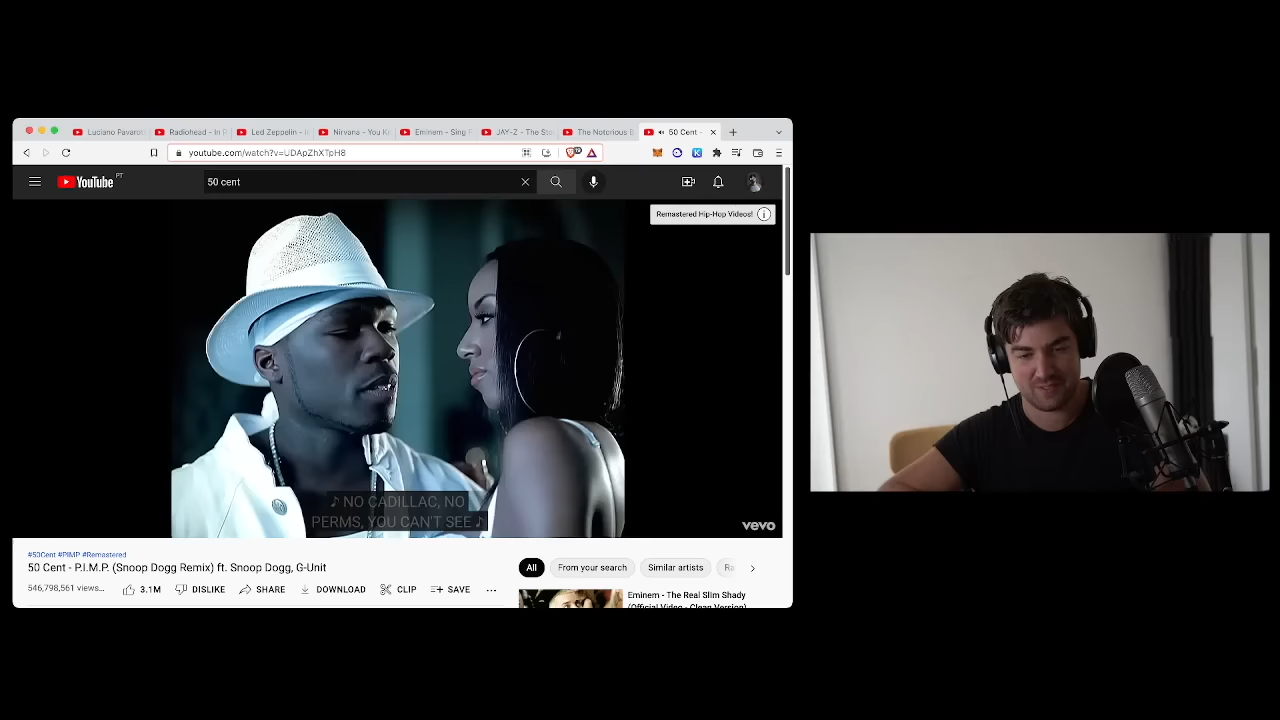 Luciano Pavaro
Radiohead - In R
Led Zeppelin -
Nirvana - You K
Eminem - Sing F
JAY-Z - The Sto
The Notorious B
50 Cent -
youtube.com/watch?v=UDApZhXTpH8
YouTube PT
50 cent
Remastered Hip-Hop Videos!
♪ NO CADILLAC, NO
PERMS, YOU CAN'T SEE ♪
vevo
#50Cent #PIMP #Remastered
50 Cent - P.I.M.P. (Snoop Dogg Remix) ft. Snoop Dogg, G-Unit
546,798,561 views...
3.1M
DISLIKE
SHARE
DOWNLOAD
CLIP
SAVE
All
From your search
Similar artists
Ra
Eminem - The Real Slim Shady
(Official Video - Clean Version)